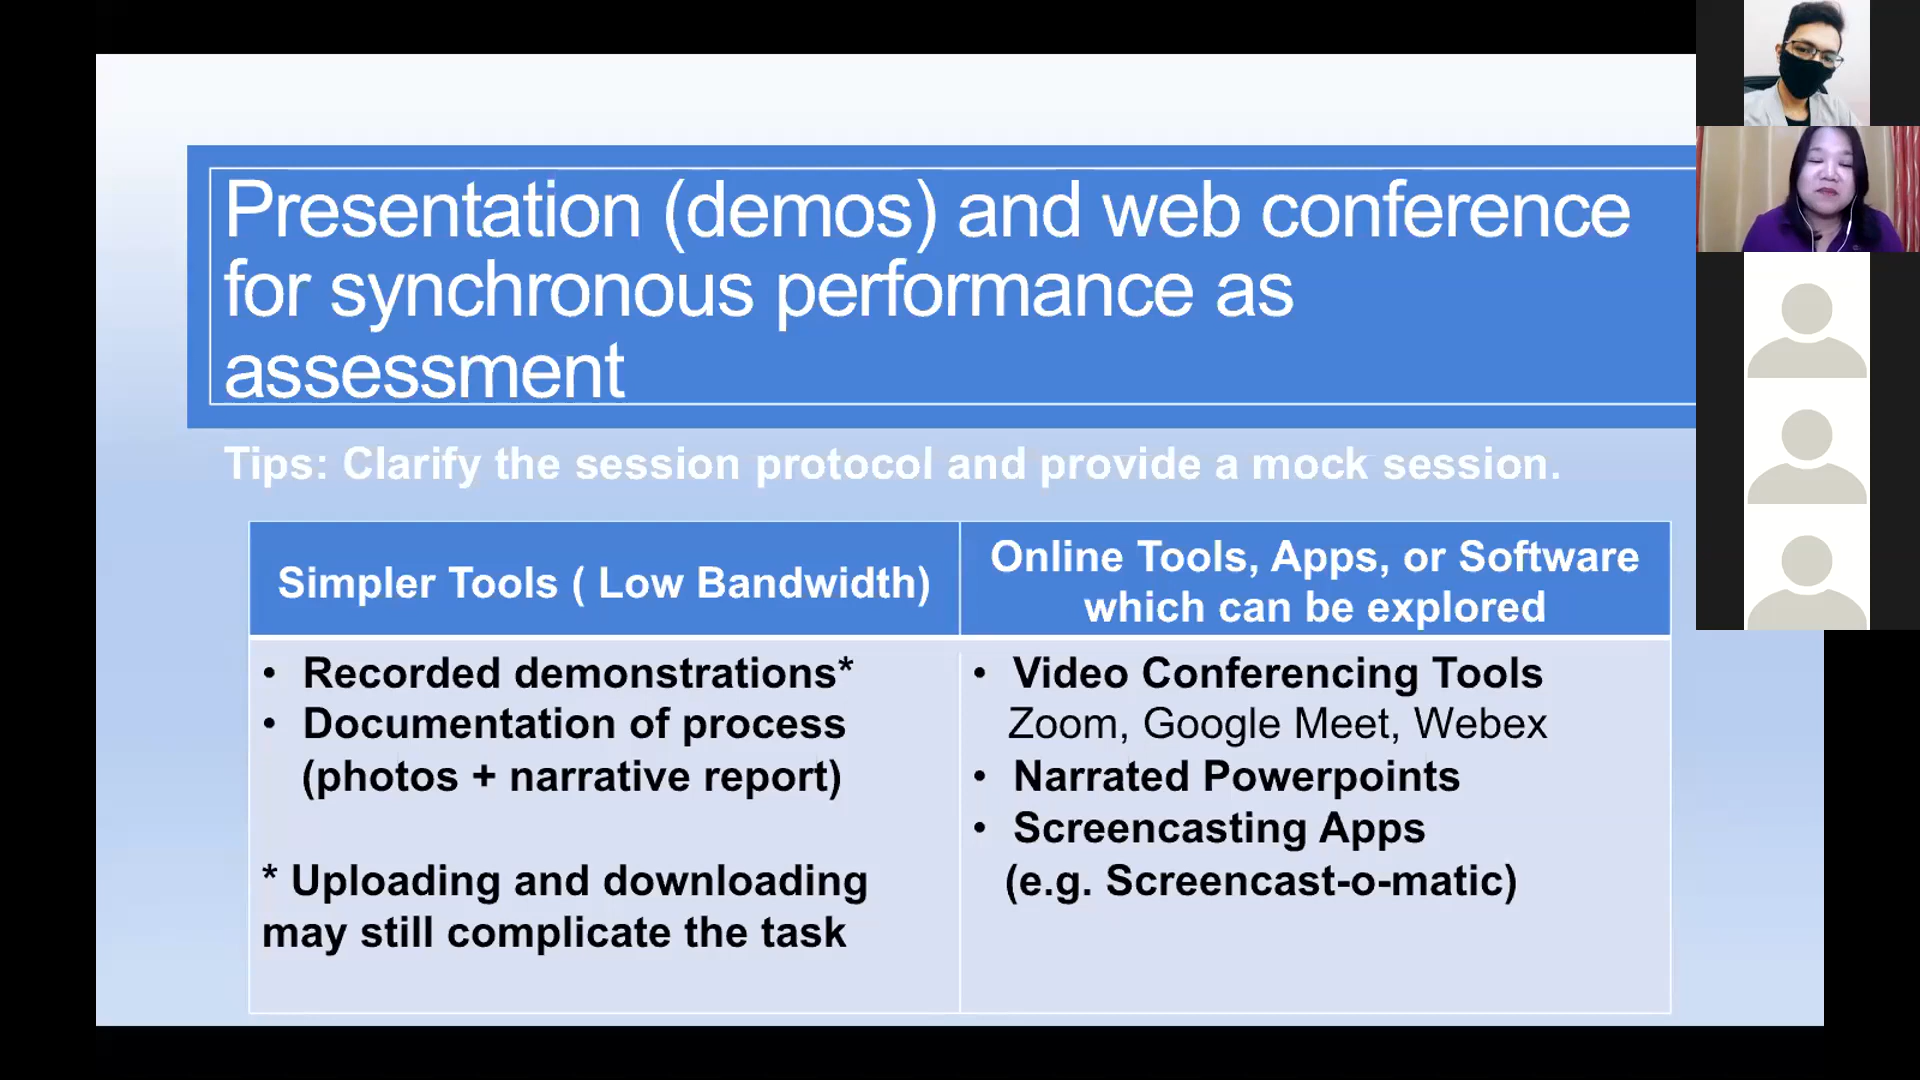 Presentation (demos) and web conference
for synchronous performance as
assessment
Tips: Clarify the session protocol and provide a mock session.
Simpler Tools ( Low Bandwidth)
• Recorded demonstrations*
• Documentation of process
(photos + narrative report)
* Uploading and downloading
may still complicate the task
Online Tools, Apps, or Software
which can be explored
• Video Conferencing Tools
Zoom, Google Meet, Webex
• Narrated Powerpoints
• Screencasting Apps
(e.g. Screencast-o-matic)